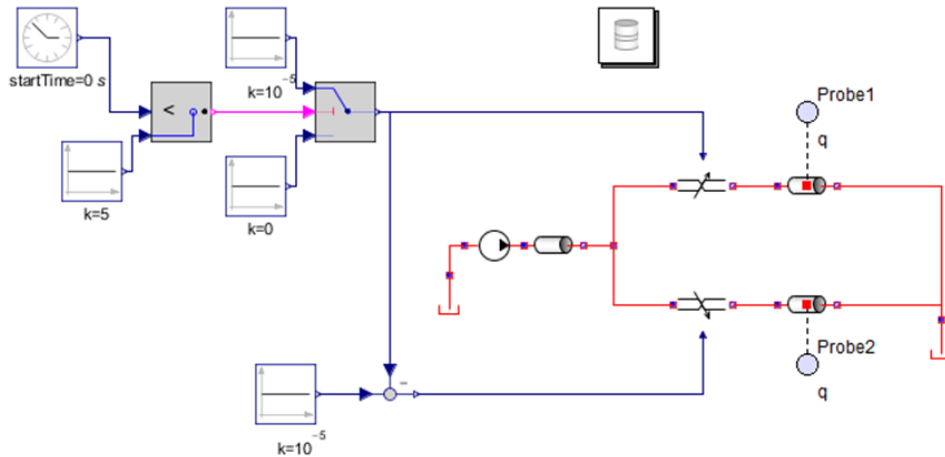 startTime=0 s
k=10⁻⁵
<
k=5
k=0
Probe1
q
Probe2
q
-
k=10⁻⁵